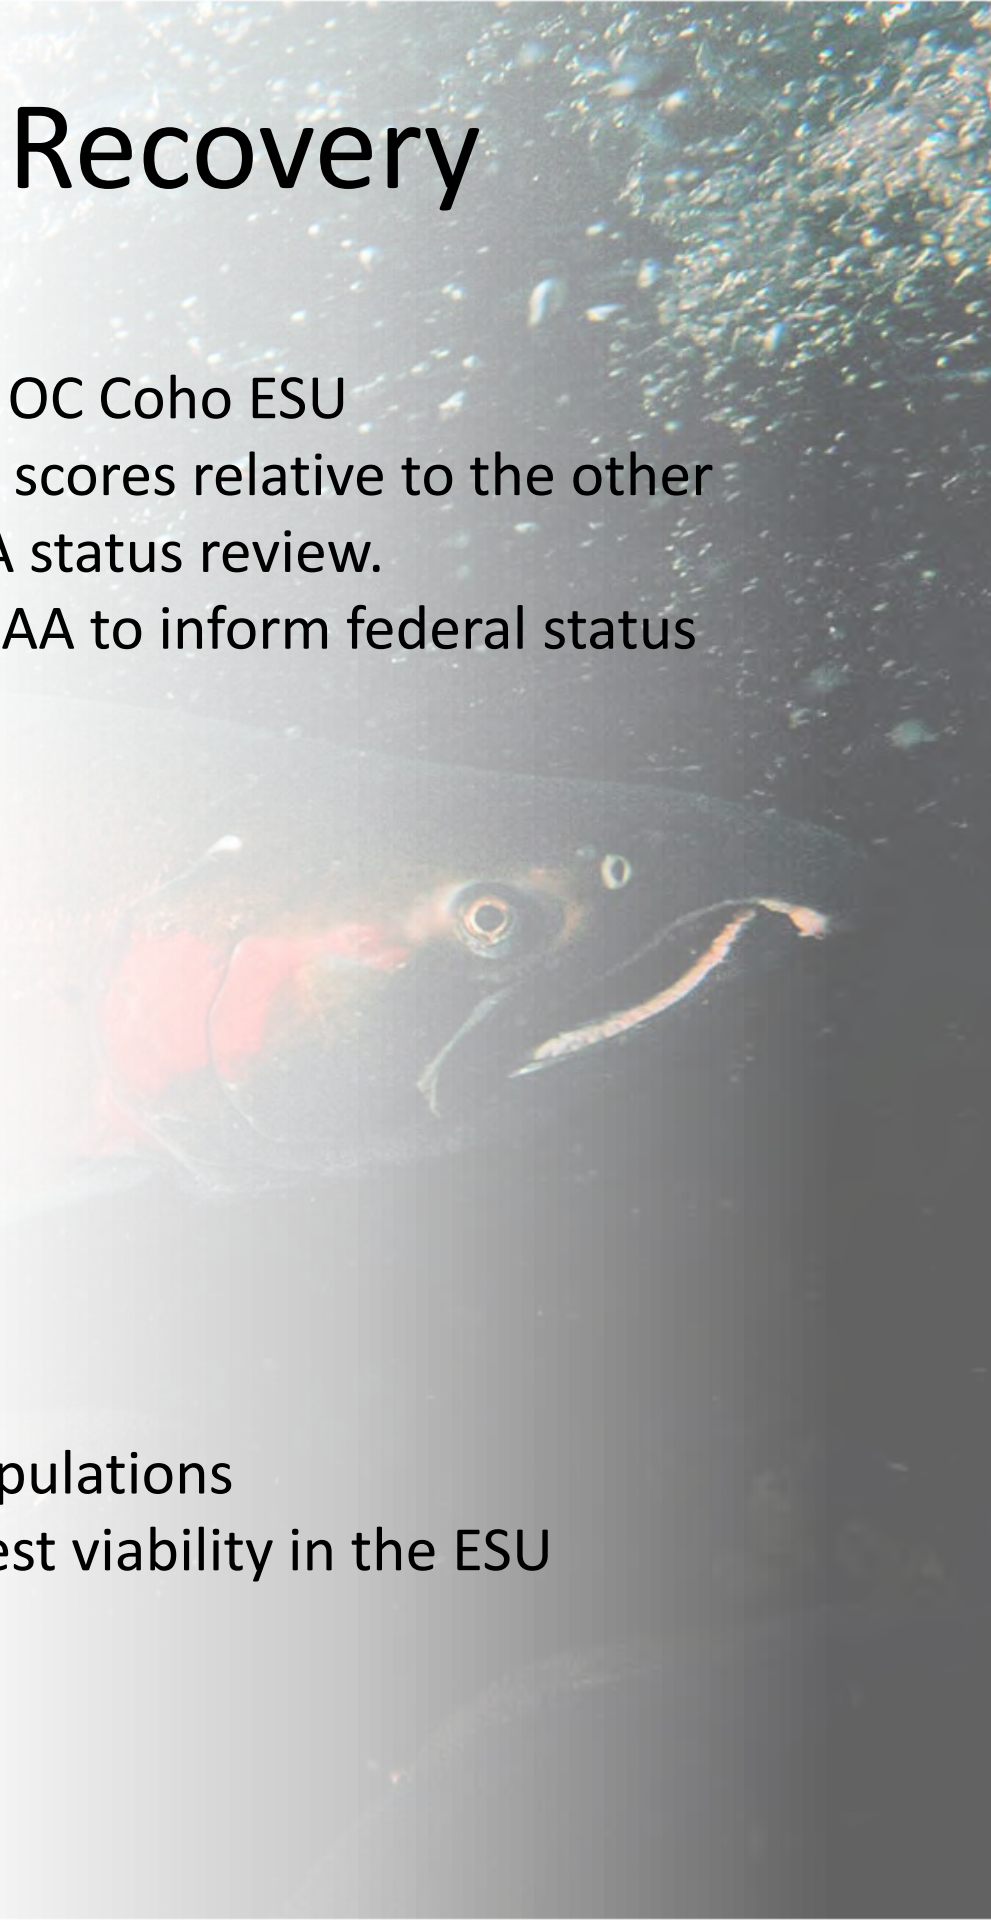 Recovery
OC Coho ESU
scores relative to the other
A status review.
AA to inform federal status
pulations
est viability in the ESU